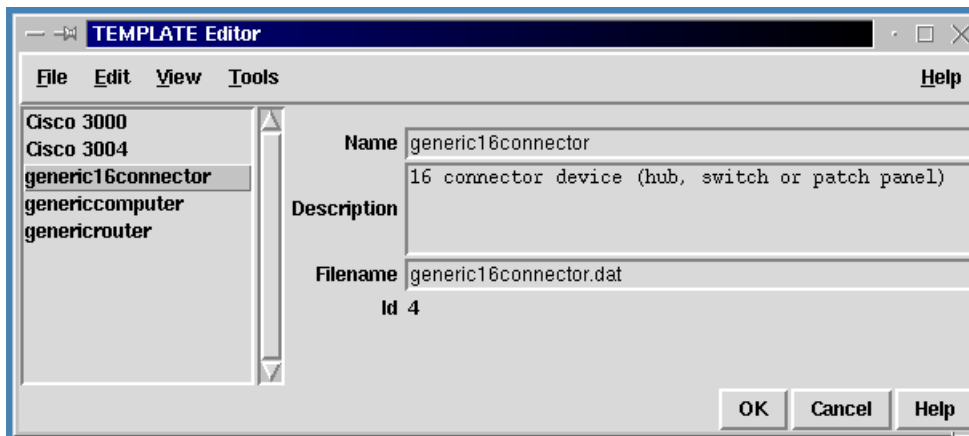 TEMPLATE Editor
File Edit View Tools Help
Cisco 3000
Cisco 3004
generic16connector
genericcomputer
genericrouter
Name generic16connector
Description 16 connector device (hub, switch or patch panel)
Filename generic16connector.dat
Id 4
OK Cancel Help